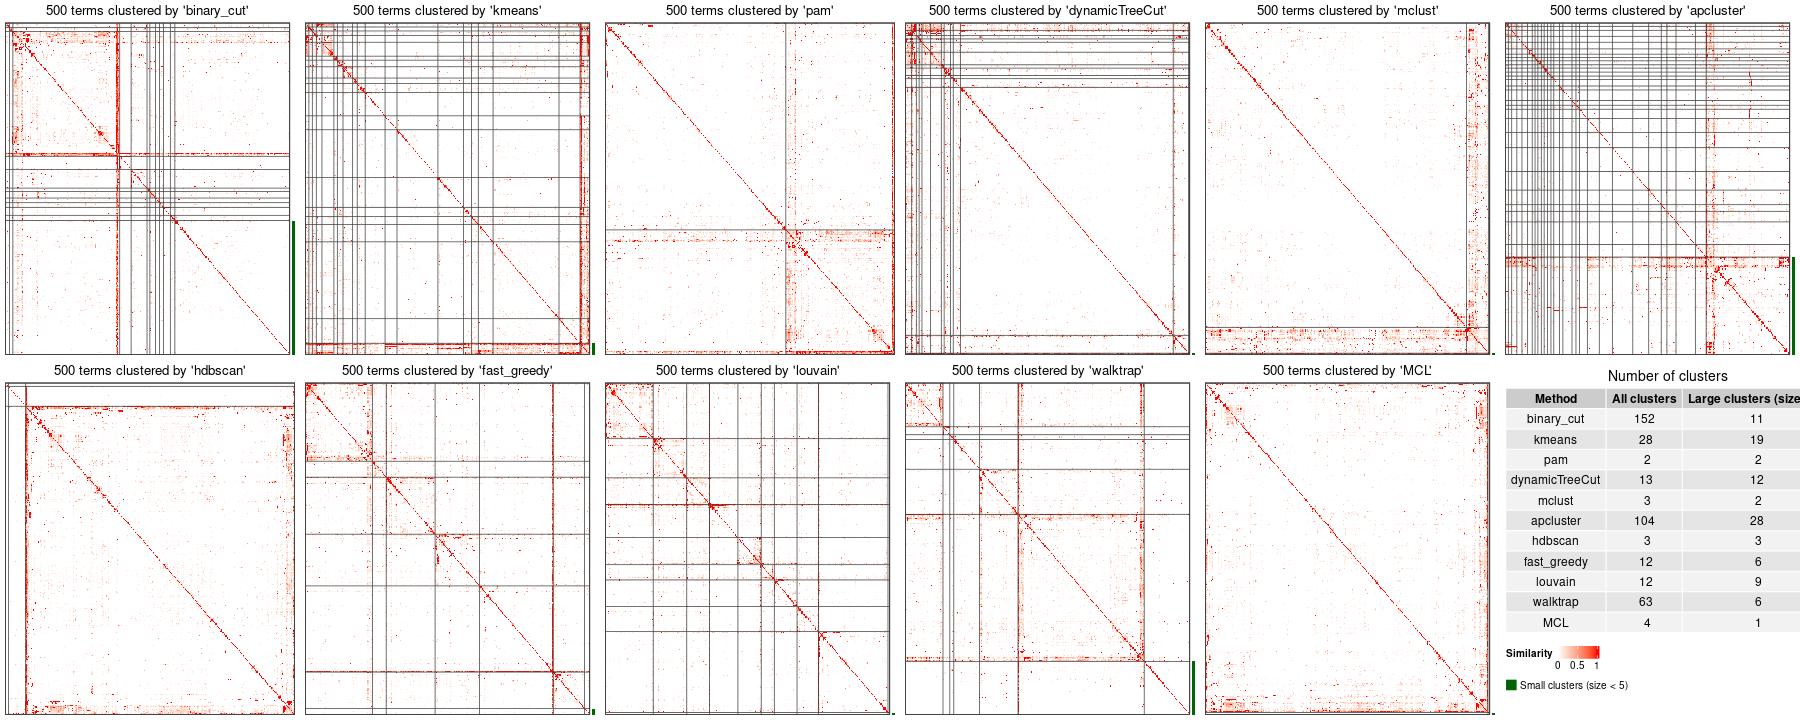 500 terms clustered by 'binary_cut'
500 terms clustered by 'kmeans'
500 terms clustered by 'pam'
500 terms clustered by 'dynamicTreeCut'
500 terms clustered by 'mclust'
500 terms clustered by 'apcluster'
500 terms clustered by 'hdbscan'
500 terms clustered by 'fast_greedy'
500 terms clustered by 'louvain'
500 terms clustered by 'walktrap'
500 terms clustered by 'MCL'
Number of clusters
Method All clusters Large clusters (size
binary_cut 152 11
kmeans 28 19
pam 2 2
dynamicTreeCut 13 12
mclust 3 2
apcluster 104 28
hdbscan 3 3
fast_greedy 12 6
louvain 12 9
walktrap 63 6
MCL 4 1
Similarity
0 0.5 1
Small clusters (size < 5)